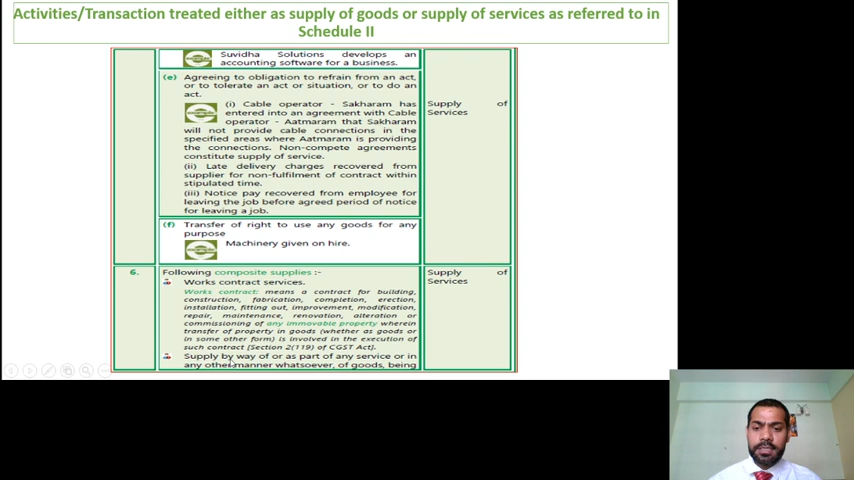 Activities/Transaction treated either as supply of goods or supply of services as referred to in
Schedule II
Suvidha Solutions develops an
accounting software for a business.
(e) Agreeing to obligation to refrain from an act,
or to tolerate an act or situation, or to do an
act.
(i) Cable operator - Sakharam has
entered into an agreement with Cable
operator - Aatmaram that Sakharam
will not provide cable connections in the
specified areas where Aatmaram is providing
the connections. Non-compete agreements
constitute supply of service.
(ii) Late delivery charges recovered from
supplier for non-fulfilment of contract within
stipulated time.
(iii) Notice pay recovered from employee for
leaving the job before agreed period of notice
for leaving a job.
Supply of
Services
(f) Transfer of right to use any goods for any
purpose
Machinery given on hire.
6.
Following composite supplies :-
Works contract services.
Works contract: means a contract for building,
construction, fabrication, completion, erection,
installation, fitting out, improvement, modification,
repair, maintenance, renovation, alteration or
commissioning of any immovable property wherein
transfer of property in goods (whether as goods or
in some other form) is involved in the execution of
such contract [Section 2(119) of CGST Act].
Supply by way of or as part of any service or in
any other manner whatsoever, of goods, being
Supply of
Services